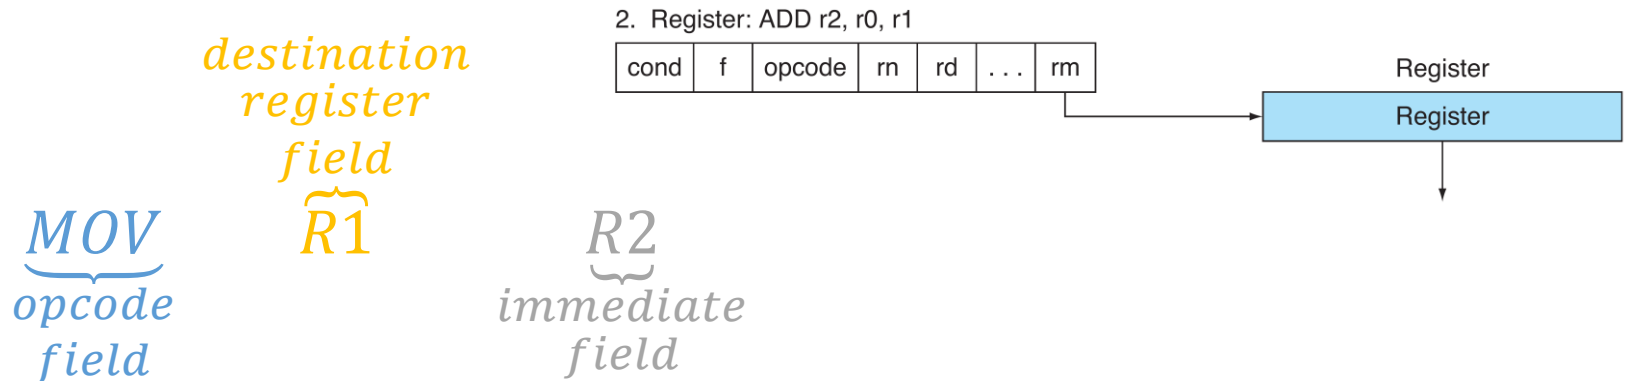 2. Register: ADD r2, r0, r1
cond f opcode rn rd . . . rm
Register
Register
destination
register
field
MOV R1 R2
opcode
field
immediate
field